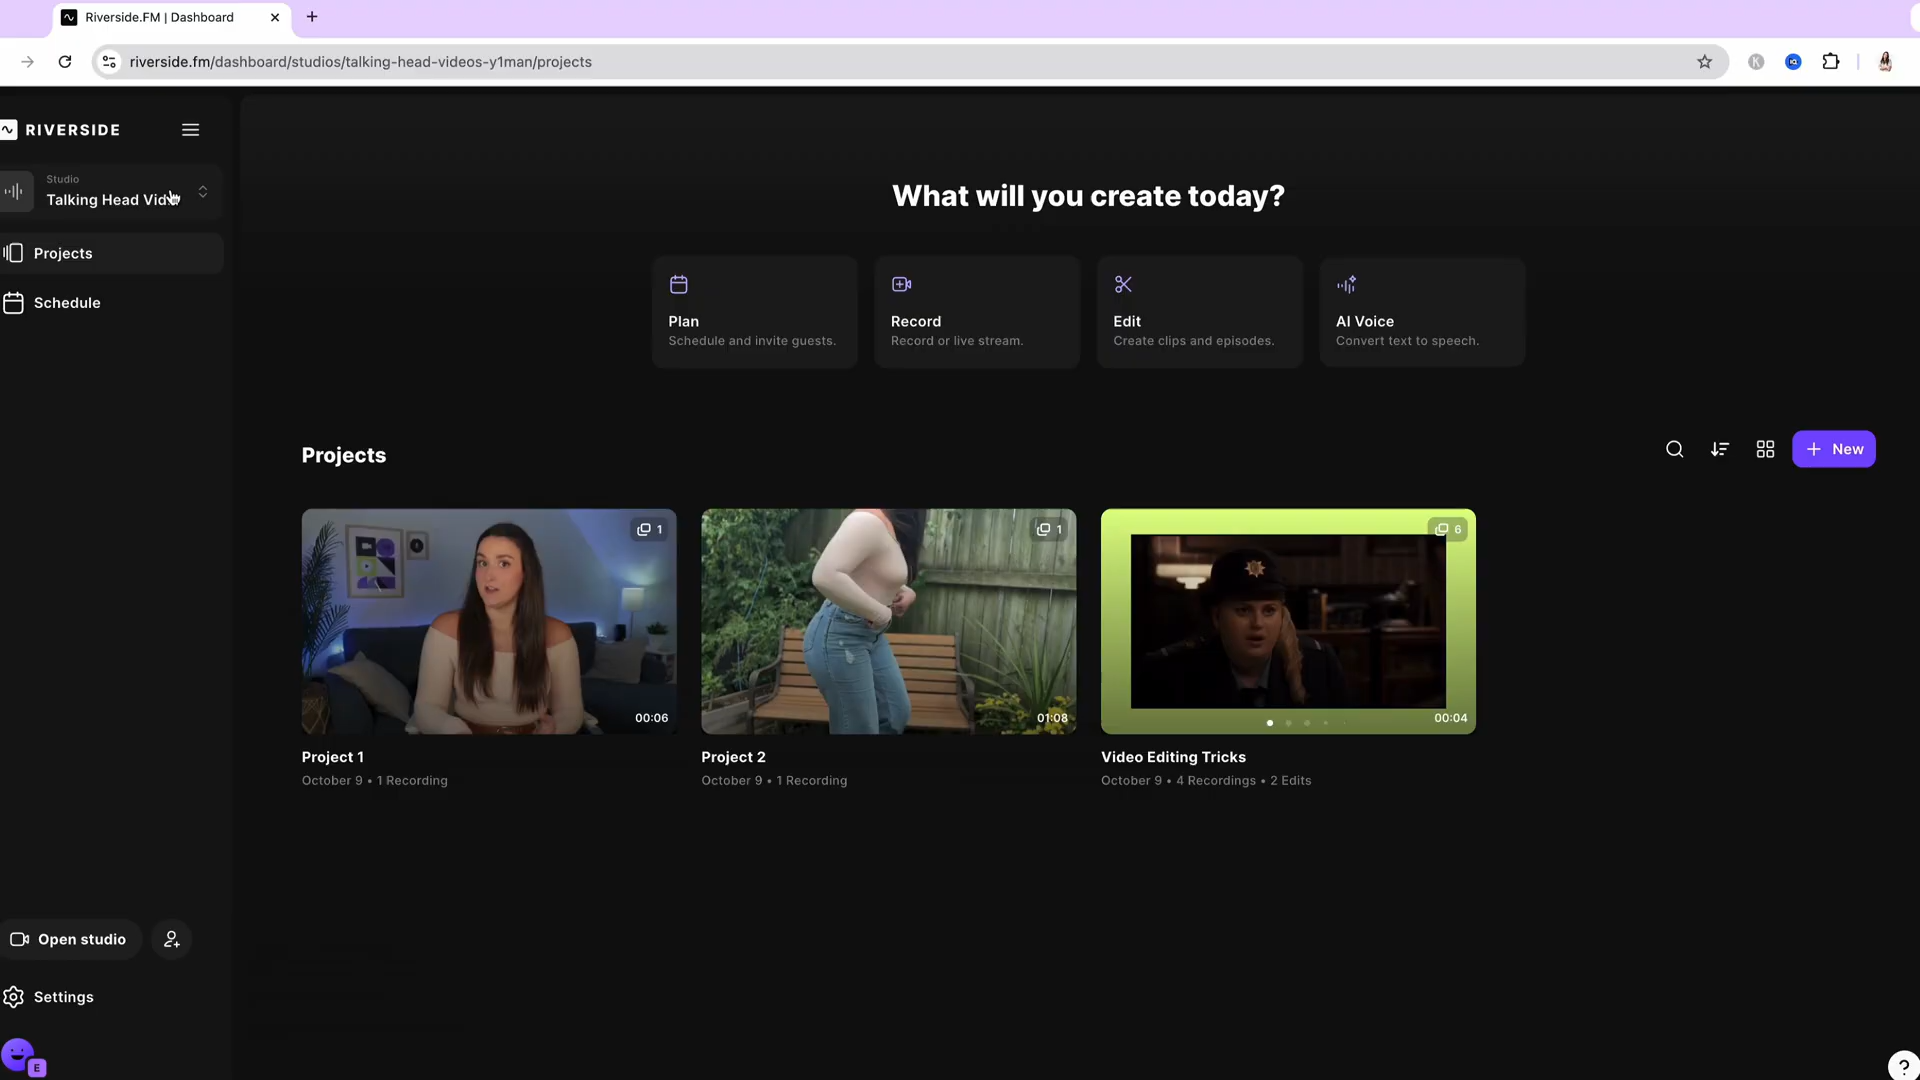 Riverside.FM | Dashboard
riverside.fm/dashboard/studios/talking-head-videos-y1man/projects
RIVERSIDE
Studio
Talking Head
Projects
Schedule
What will you create today?
Plan
Schedule and invite guests.
Record
Record or live stream.
Edit
Create clips and episodes.
AI Voice
Convert text to speech.
Projects
New
1
00:06
1
01:08
6
00:04
Project 1
October 9 • 1 Recording
Project 2
October 9 • 1 Recording
Video Editing Tricks
October 9 • 4 Recordings • 2 Edits
Open studio
Settings
E
?